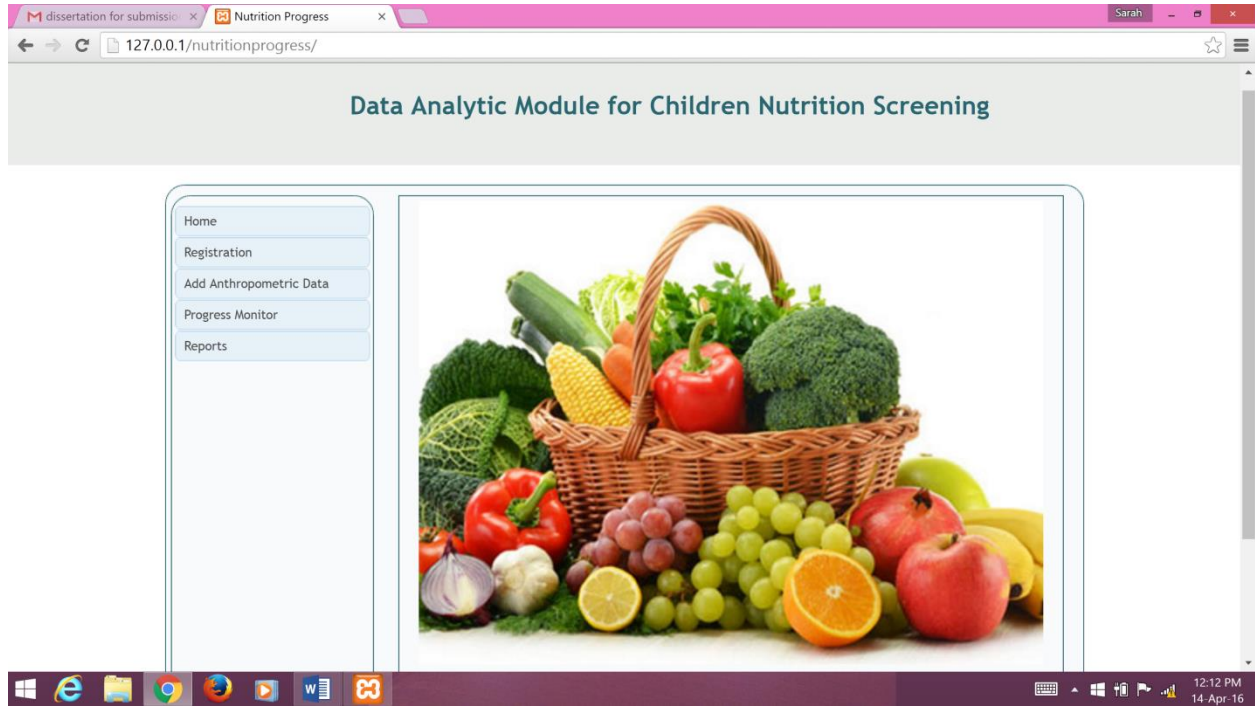 dissertation for submissio
Nutrition Progress
Sarah
127.0.0.1/nutritionprogress/
Data Analytic Module for Children Nutrition Screening
Home
Registration
Add Anthropometric Data
Progress Monitor
Reports
12:12 PM
14-Apr-16